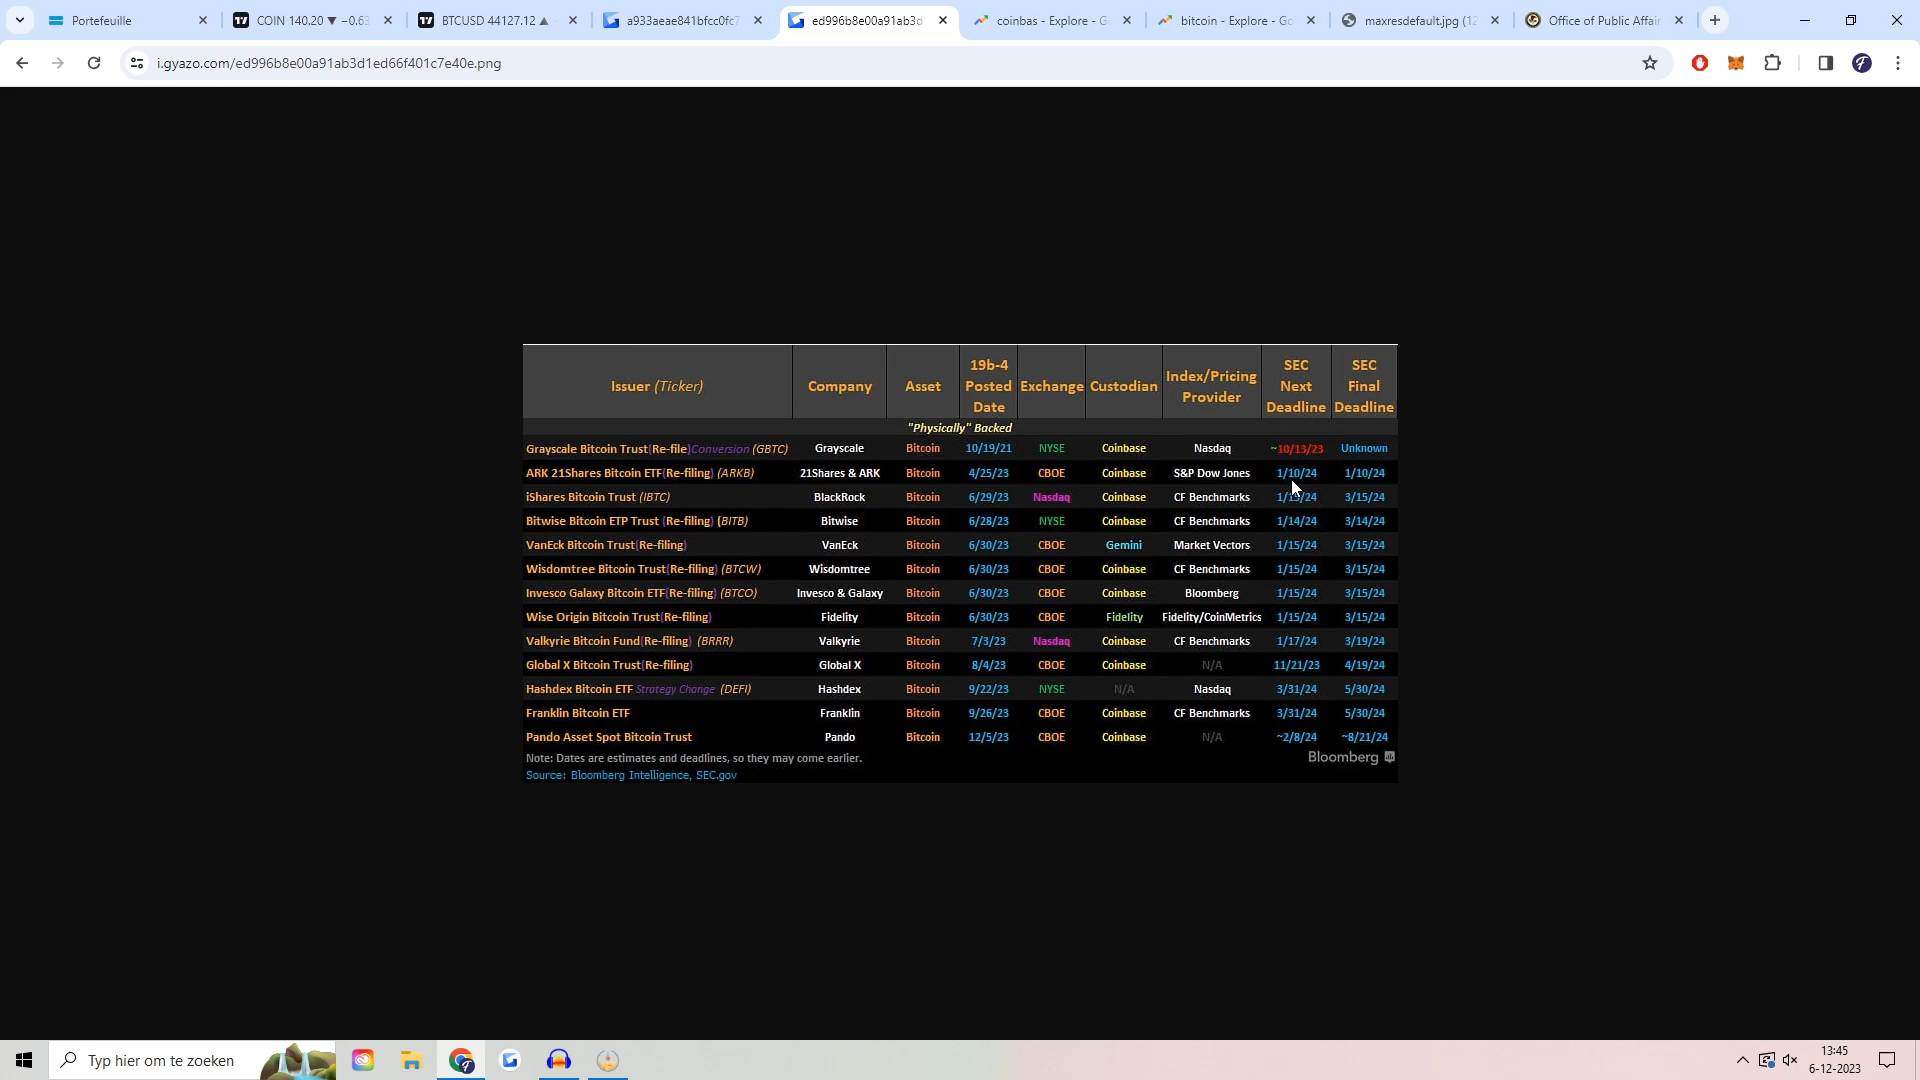 Portefeuille
COIN 140.20 ▼ −0.63
BTCUSD 44127.12 ▲
a933aeae841bfcc0fc7
ed996b8e00a91ab3d
coinbas - Explore - G
bitcoin - Explore - Go
maxresdefault.jpg (12
Office of Public Affair
i.gyazo.com/ed996b8e00a91ab3d1ed66f401c7e40e.png
Issuer (Ticker) Company Asset 19b-4 Posted Date Exchange Custodian Index/Pricing Provider SEC Next Deadline SEC Final Deadline
"Physically" Backed
Grayscale Bitcoin Trust(Re-file)Conversion (GBTC) Grayscale Bitcoin 10/19/21 NYSE Coinbase Nasdaq ~10/13/23 Unknown
ARK 21Shares Bitcoin ETF(Re-filing) (ARKB) 21Shares & ARK Bitcoin 4/25/23 CBOE Coinbase S&P Dow Jones 1/10/24 1/10/24
iShares Bitcoin Trust (IBTC) BlackRock Bitcoin 6/29/23 Nasdaq Coinbase CF Benchmarks 1/15/24 3/15/24
Bitwise Bitcoin ETP Trust (Re-filing) (BITB) Bitwise Bitcoin 6/28/23 NYSE Coinbase CF Benchmarks 1/14/24 3/14/24
VanEck Bitcoin Trust(Re-filing) VanEck Bitcoin 6/30/23 CBOE Gemini Market Vectors 1/15/24 3/15/24
Wisdomtree Bitcoin Trust(Re-filing) (BTCW) Wisdomtree Bitcoin 6/30/23 CBOE Coinbase CF Benchmarks 1/15/24 3/15/24
Invesco Galaxy Bitcoin ETF(Re-filing) (BTCO) Invesco & Galaxy Bitcoin 6/30/23 CBOE Coinbase Bloomberg 1/15/24 3/15/24
Wise Origin Bitcoin Trust(Re-filing) Fidelity Bitcoin 6/30/23 CBOE Fidelity Fidelity/CoinMetrics 1/15/24 3/15/24
Valkyrie Bitcoin Fund(Re-filing) (BRRR) Valkyrie Bitcoin 7/3/23 Nasdaq Coinbase CF Benchmarks 1/17/24 3/19/24
Global X Bitcoin Trust(Re-filing) Global X Bitcoin 8/4/23 CBOE Coinbase N/A 11/21/23 4/19/24
Hashdex Bitcoin ETF Strategy Change (DEFI) Hashdex Bitcoin 9/22/23 NYSE N/A Nasdaq 3/31/24 5/30/24
Franklin Bitcoin ETF Franklin Bitcoin 9/26/23 CBOE Coinbase CF Benchmarks 3/31/24 5/30/24
Pando Asset Spot Bitcoin Trust Pando Bitcoin 12/5/23 CBOE Coinbase N/A ~2/8/24 ~8/21/24
Note: Dates are estimates and deadlines, so they may come earlier. Bloomberg
Source: Bloomberg Intelligence, SEC.gov
Typ hier om te zoeken
13:45
6-12-2023